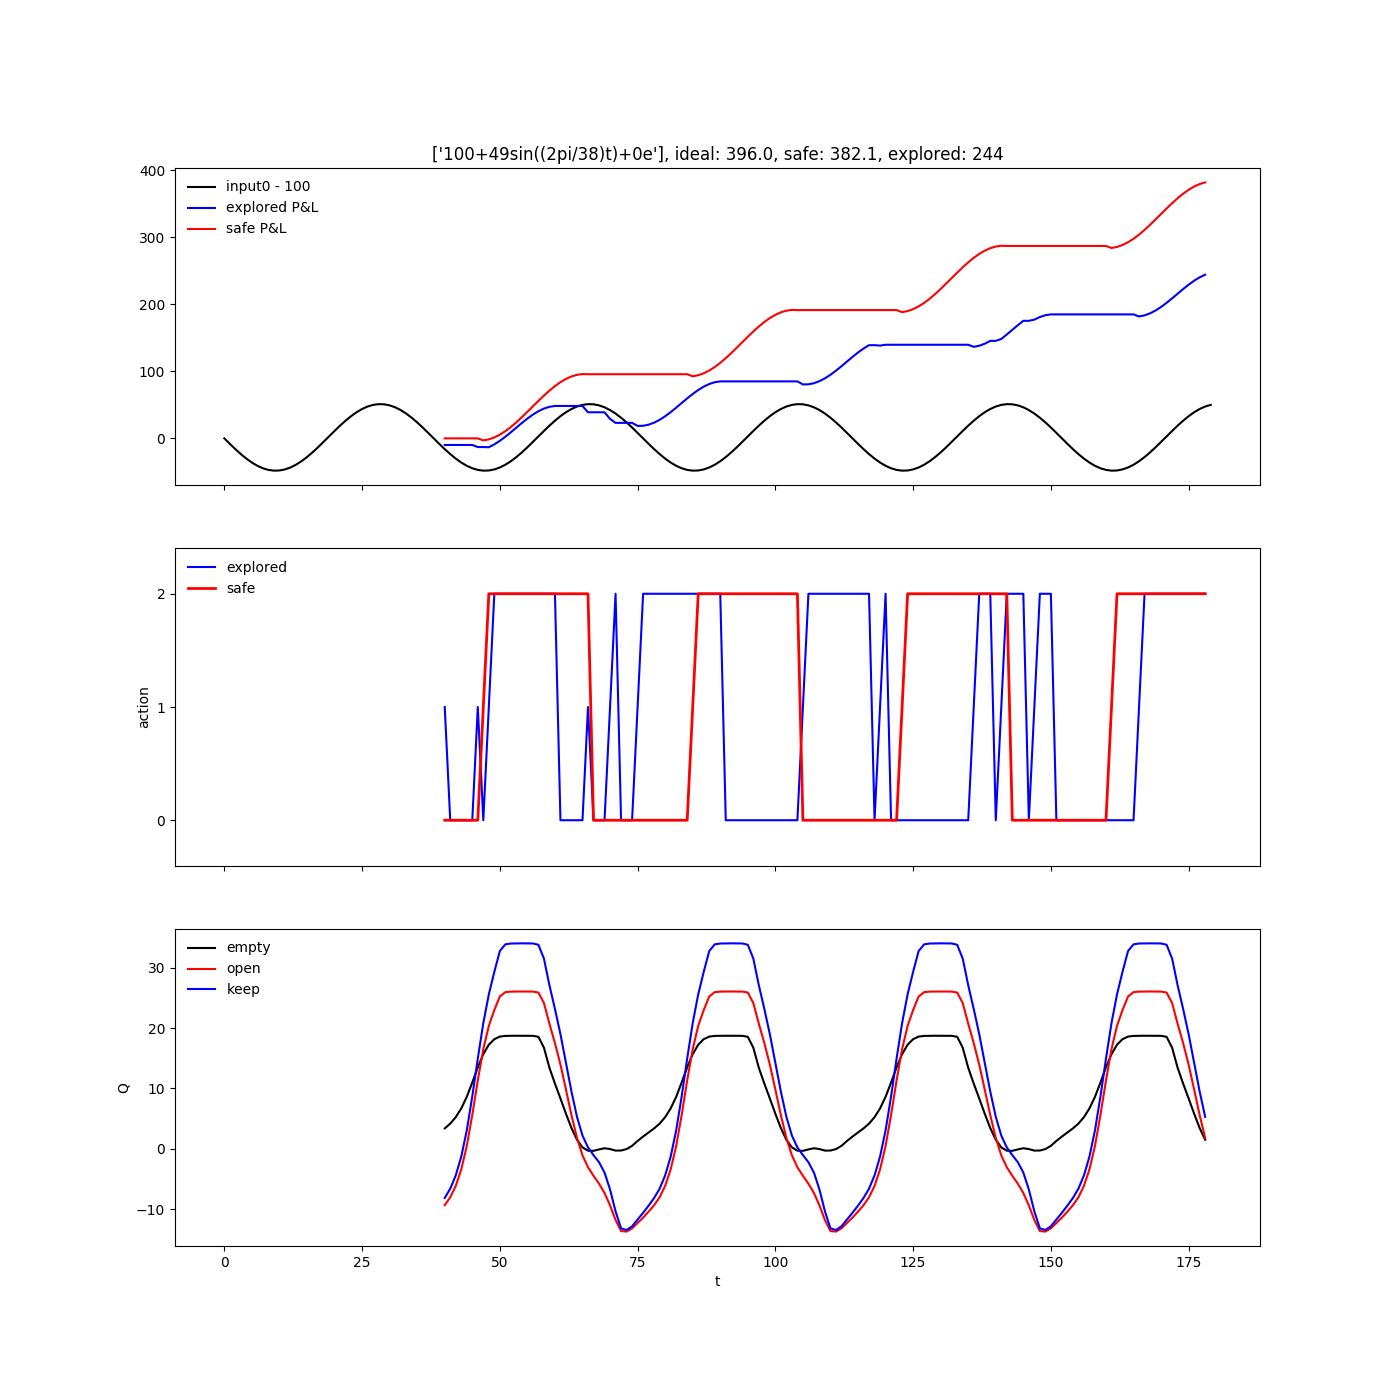 ['100+49sin((2pi/38)t)+0e'], ideal: 396.0, safe: 382.1, explored: 244
400
300
200
100
0
input0 - 100
explored P&L
safe P&L
2
1
0
action
explored
safe
30
20
10
0
−10
Q
empty
open
keep
0 25 50 75 100 125 150 175
t